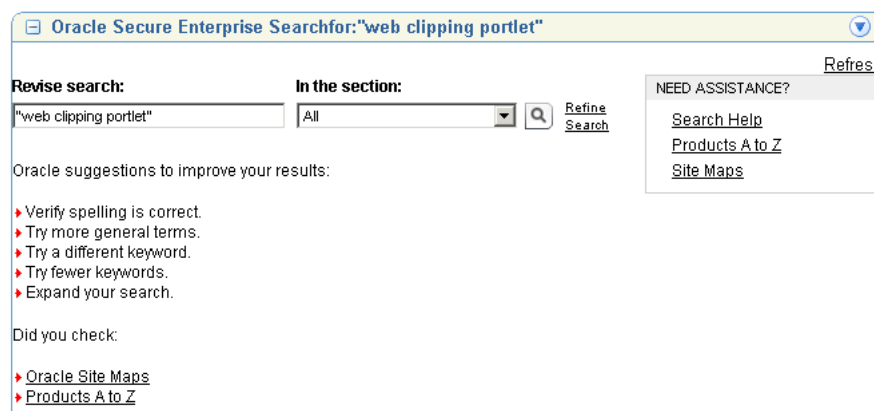 Oracle Secure Enterprise Searchfor:"web clipping portlet"
Refres
Revise search:
In the section:
"web clipping portlet"
All
Refine
Search
NEED ASSISTANCE?
Search Help
Products A to Z
Site Maps
Oracle suggestions to improve your results:
Verify spelling is correct.
Try more general terms.
Try a different keyword.
Try fewer keywords.
Expand your search.
Did you check:
Oracle Site Maps
Products A to Z